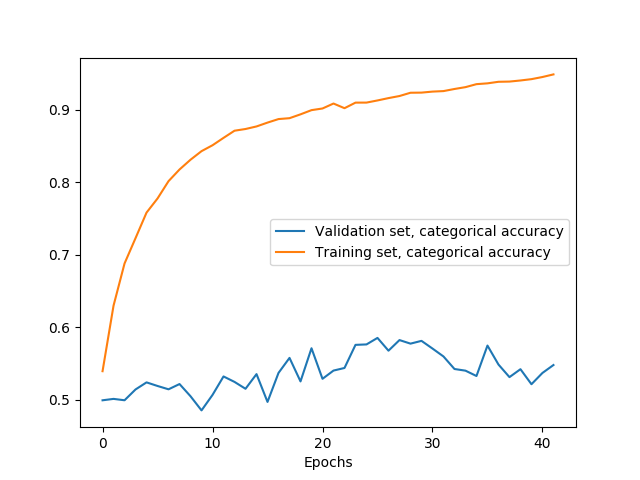 0.9
0.8
0.7
0.6
0.5
Validation set, categorical accuracy
Training set, categorical accuracy
0 10 20 30 40
Epochs